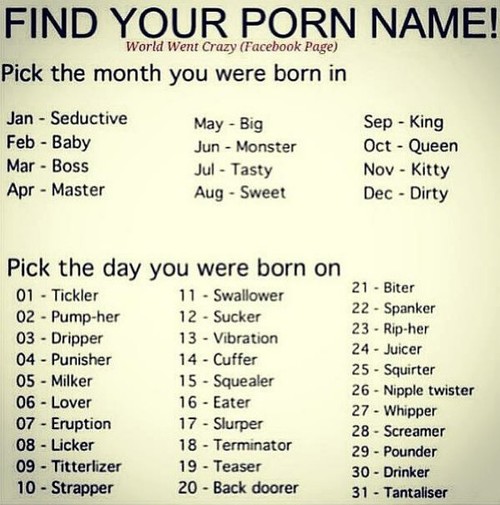 FIND YOUR PORN NAME!
World Went Crazy (Facebook Page)
Pick the month you were born in
Jan - Seductive
Feb - Baby
Mar - Boss
Apr - Master
May - Big
Jun - Monster
Jul - Tasty
Aug - Sweet
Sep - King
Oct - Queen
Nov - Kitty
Dec - Dirty
Pick the day you were born on
01 - Tickler
02 - Pump-her
03 - Dripper
04 - Punisher
05 - Milker
06 - Lover
07 - Eruption
08 - Licker
09 - Titterlizer
10 - Strapper
11 - Swallower
12 - Sucker
13 - Vibration
14 - Cuffer
15 - Squealer
16 - Eater
17 - Slurper
18 - Terminator
19 - Teaser
20 - Back doorer
21 - Biter
22 - Spanker
23 - Rip-her
24 - Juicer
25 - Squirter
26 - Nipple twister
27 - Whipper
28 - Screamer
29 - Pounder
30 - Drinker
31 - Tantaliser